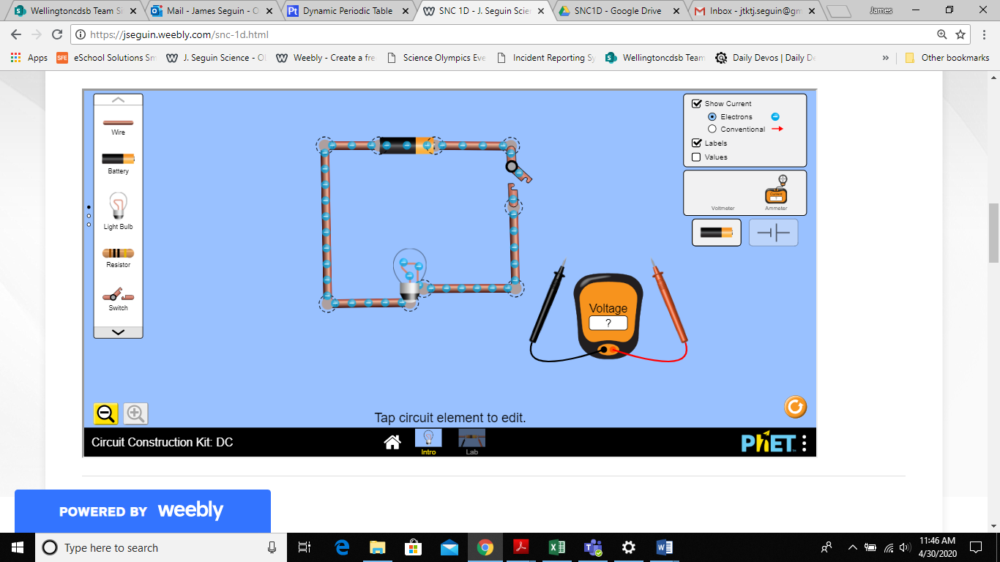 Wellingtoncdsb Team Si
Mail - James Seguin - O
Dynamic Periodic Table
SNC 1D - J. Seguin Scien
SNC1D - Google Drive
Inbox - jtktj.seguin@gm
James
https://jseguin.weebly.com/snc-1d.html
Apps
eSchool Solutions Sm
J. Seguin Science - O
Weebly - Create a fre
Science Olympics Eve
Incident Reporting Sy
Wellingtoncdsb Team
Daily Devos | Daily De
»
Other bookmarks
Wire
Battery
Light Bulb
Resistor
Switch
Show Current
Electrons
Conventional
Labels
Values
Voltmeter
Current
?
Ammeter
Voltage
?
Tap circuit element to edit.
Circuit Construction Kit: DC
Intro
Lab
PhET
POWERED BY weebly
Type here to search
11:46 AM
4/30/2020